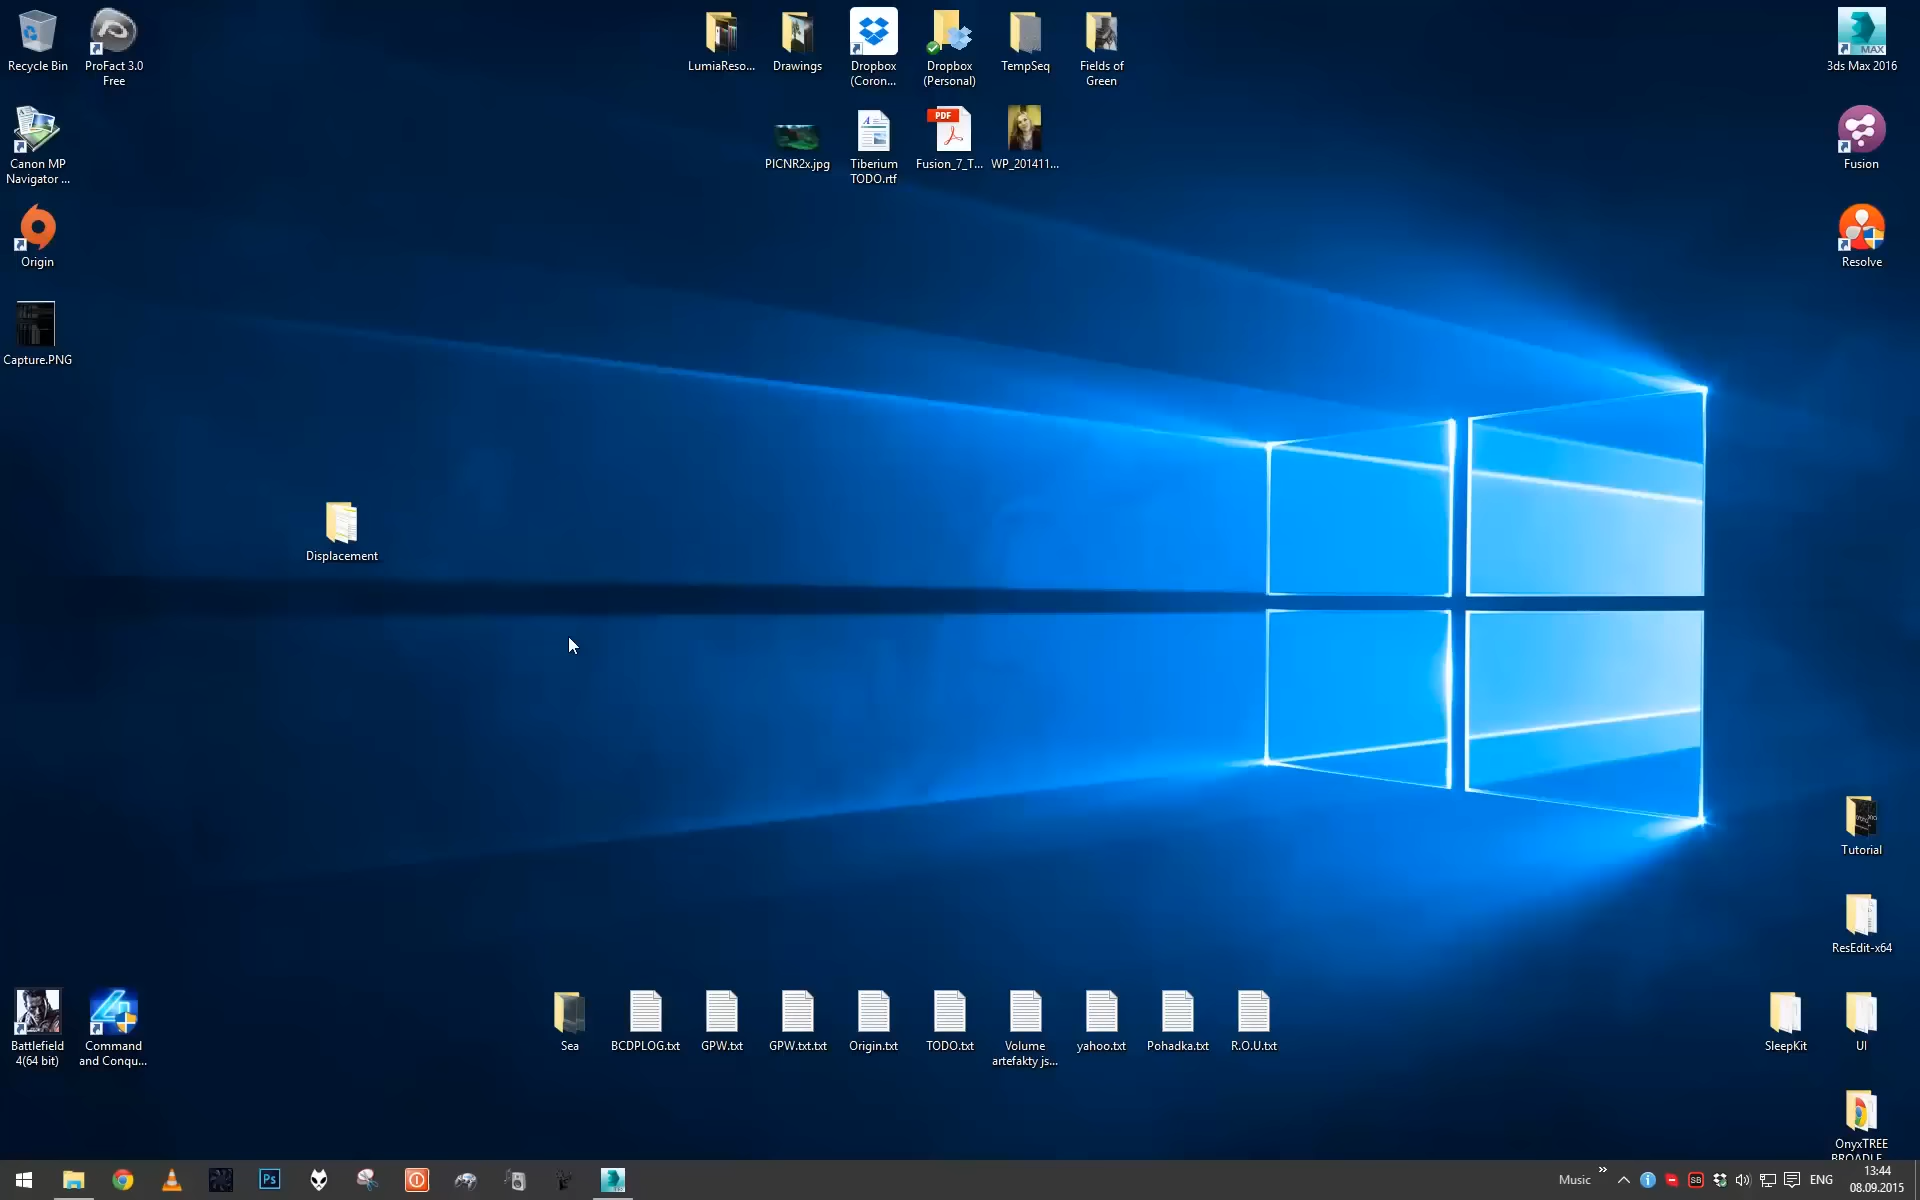 Recycle Bin
ProFact 3.0
Free
LumiaReso...
Drawings
Dropbox
(Coron...
Dropbox
(Personal)
TempSeq
Fields of
Green
MAX
3ds Max 2016
Canon MP
Navigator ...
PICNR2x.jpg
Tiberium
TODO.rtf
PDF
Fusion_7_T...
WP_201411...
Fusion
Origin
Resolve
Capture.PNG
Displacement
Tutorial
ResEdit-x64
Battlefield
4(64 bit)
Command
and Conqu...
Sea
BCDPLOG.txt
GPW.txt
GPW.txt.txt
Origin.txt
TODO.txt
Volume
artefakty js...
yahoo.txt
Pohadka.txt
R.O.U.txt
SleepKit
UI
OnyxTREE
BROADLE...
Ps
Music
SB
ENG
13:44
08.09.2015